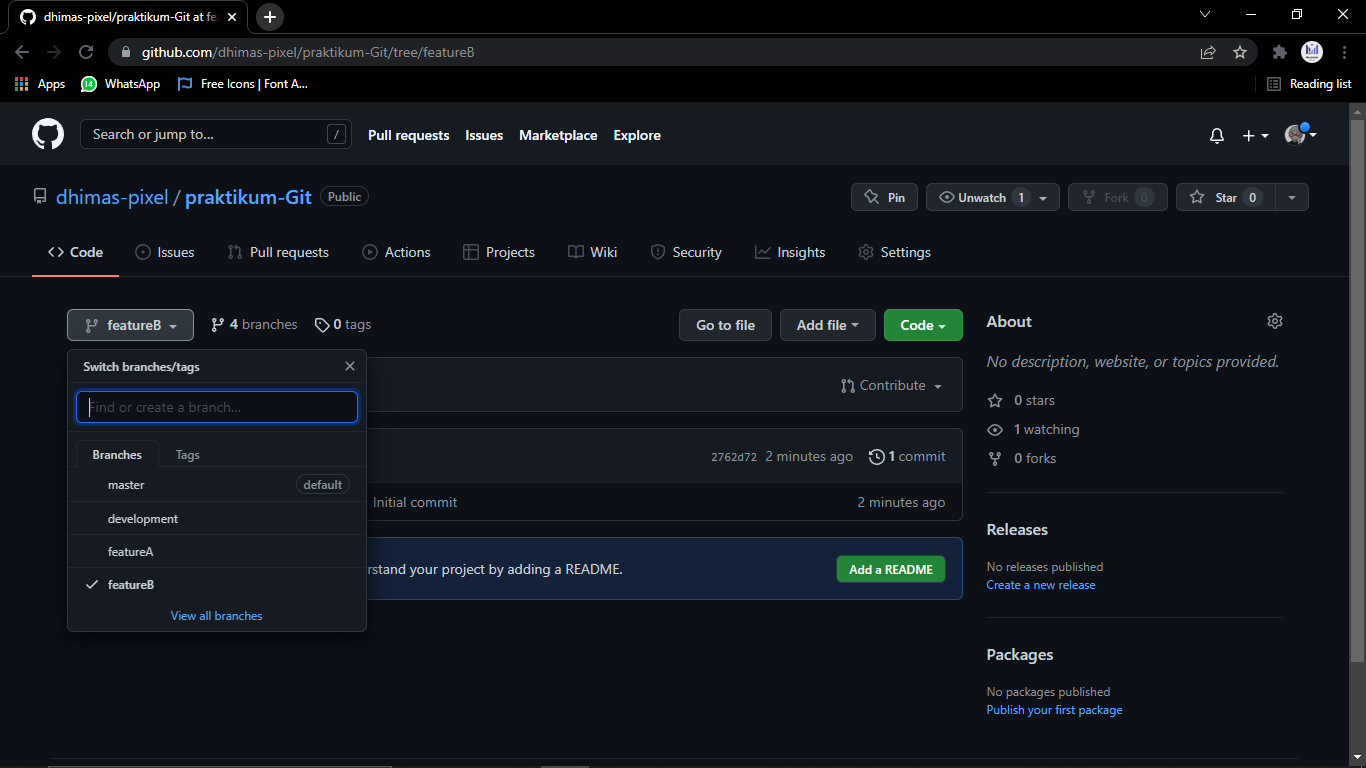 dhimas-pixel/praktikum-Git at fe
github.com/dhimas-pixel/praktikum-Git/tree/featureB
Apps 14 WhatsApp Free Icons | Font A... Reading list
Search or jump to... / Pull requests Issues Marketplace Explore
dhimas-pixel / praktikum-Git Public Pin Unwatch 1 Fork 0 Star 0
<> Code Issues Pull requests Actions Projects Wiki Security Insights Settings
featureB 4 branches 0 tags Go to file Add file Code About
Switch branches/tags
No description, website, or topics provided.
Find or create a branch...
Contribute
0 stars
1 watching
0 forks
Branches Tags
2762d72 2 minutes ago 1 commit
master default
Initial commit 2 minutes ago
development
featureA
featureB
View all branches
rstand your project by adding a README. Add a README
Releases
No releases published
Create a new release
Packages
No packages published
Publish your first package